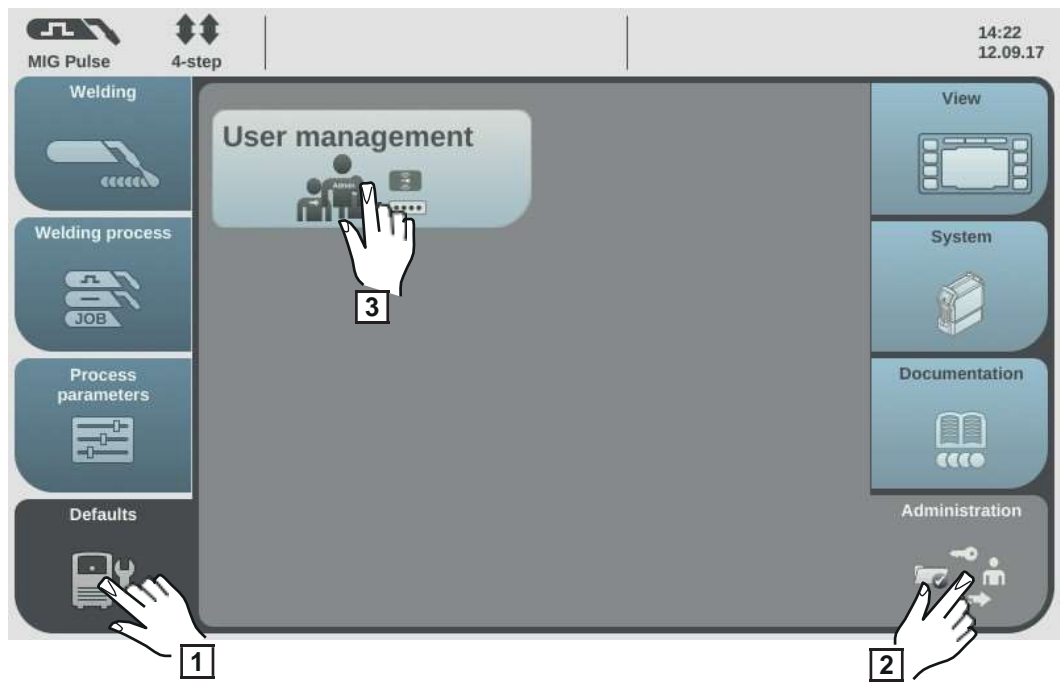 MIG Pulse
4-step
14:22
12.09.17
Welding
Welding process
JOB
Process
parameters
Defaults
User management
Admin
3
View
System
Documentation
Administration
1
2